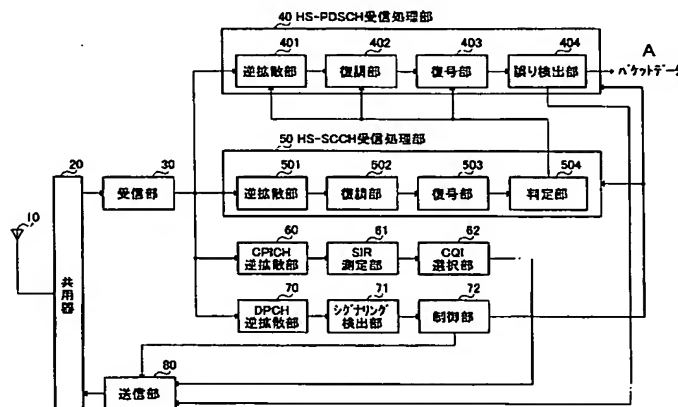 40 HS-PDSCH受信処理部
401
402
403
404
A
逆拡散部
復調部
復号部
誤り検出部
パケットデータ
50 HS-SCCH受信処理部
501
502
503
504
20
30
受信部
逆拡散部
復調部
復号部
判定部
10
60
61
62
CPICH
逆拡散部
SIR
測定部
CQI
選択部
共用器
70
71
72
DPCH
逆拡散部
シグナリング
検出部
制御部
80
送信部